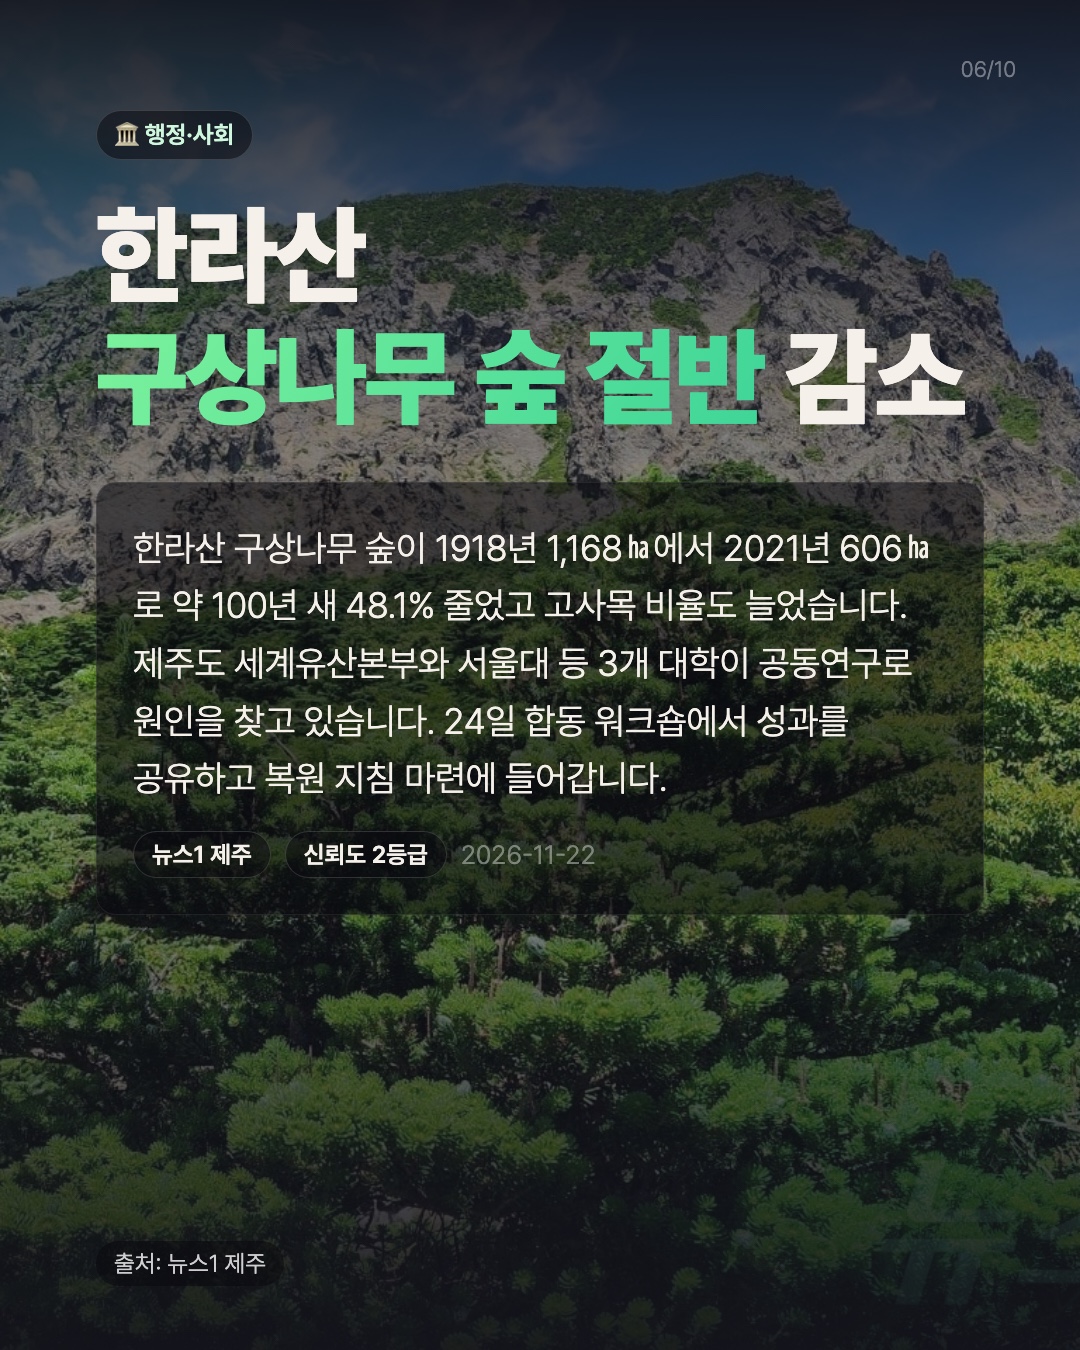 06/10
🏛️ 행정·사회
한라산
구상나무 숲 절반 감소
한라산 구상나무 숲이 1918년 1,168㏊에서 2021년 606㏊
로 약 100년 새 48.1% 줄었고 고사목 비율도 늘었습니다.
제주도 세계유산본부와 서울대 등 3개 대학이 공동연구로
원인을 찾고 있습니다. 24일 합동 워크숍에서 성과를
공유하고 복원 지침 마련에 들어갑니다.
뉴스1 제주 신뢰도 2등급 2026-11-22
출처: 뉴스1 제주